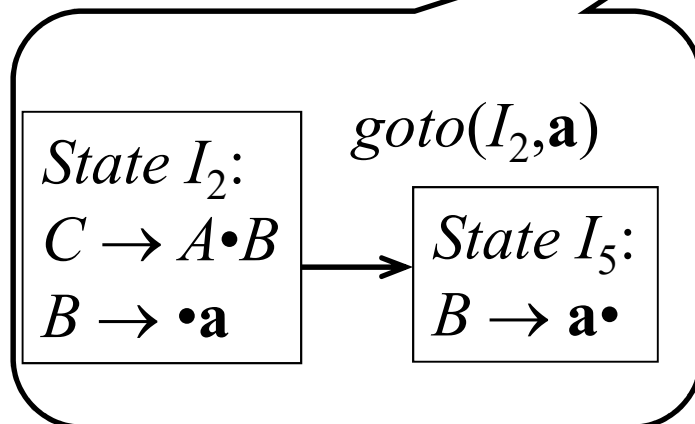 goto(I₂,a)
State I₂:
C → A•B
B → •a
State I₅:
B → a•